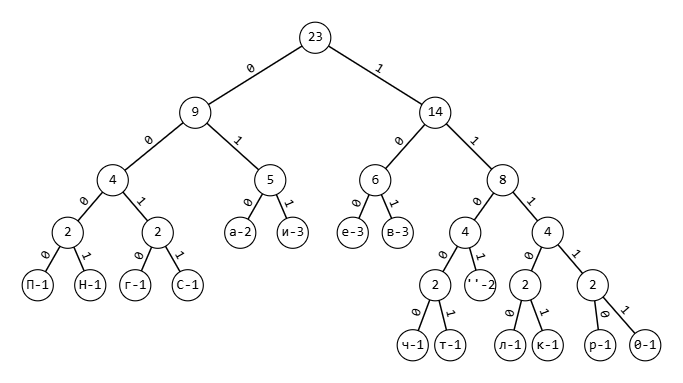 23
0 1
9 14
0 1 0 1
4 5 6 8
0 1 0 1 0 1 0 1
2 2 а-2 и-3 е-3 в-3 4 4
0 1 0 1 0 1 0 1
П-1 Н-1 г-1 С-1 2 ''-2 2 2
0 1 0 1 0 1
ч-1 т-1 л-1 к-1 р-1 0-1